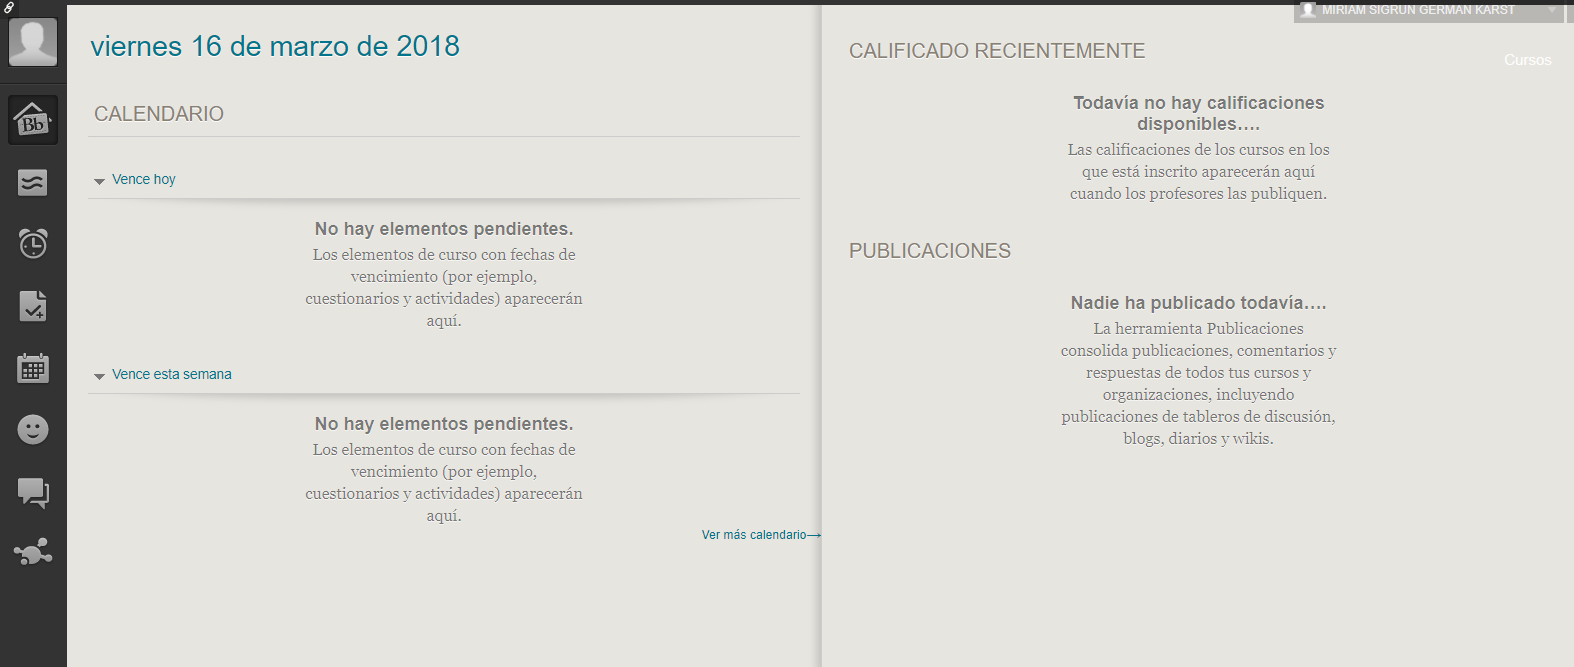 MIRIAM SIGRUN GERMAN KARST
Cursos
Bb
viernes 16 de marzo de 2018
CALENDARIO
Vence hoy
No hay elementos pendientes.
Los elementos de curso con fechas de
vencimiento (por ejemplo,
cuestionarios y actividades) aparecerán
aquí.
Vence esta semana
No hay elementos pendientes.
Los elementos de curso con fechas de
vencimiento (por ejemplo,
cuestionarios y actividades) aparecerán
aquí.
Ver más calendario→
CALIFICADO RECIENTEMENTE
Todavía no hay calificaciones
disponibles....
Las calificaciones de los cursos en los
que está inscrito aparecerán aquí
cuando los profesores las publiquen.
PUBLICACIONES
Nadie ha publicado todavía....
La herramienta Publicaciones
consolida publicaciones, comentarios y
respuestas de todos tus cursos y
organizaciones, incluyendo
publicaciones de tableros de discusión,
blogs, diarios y wikis.